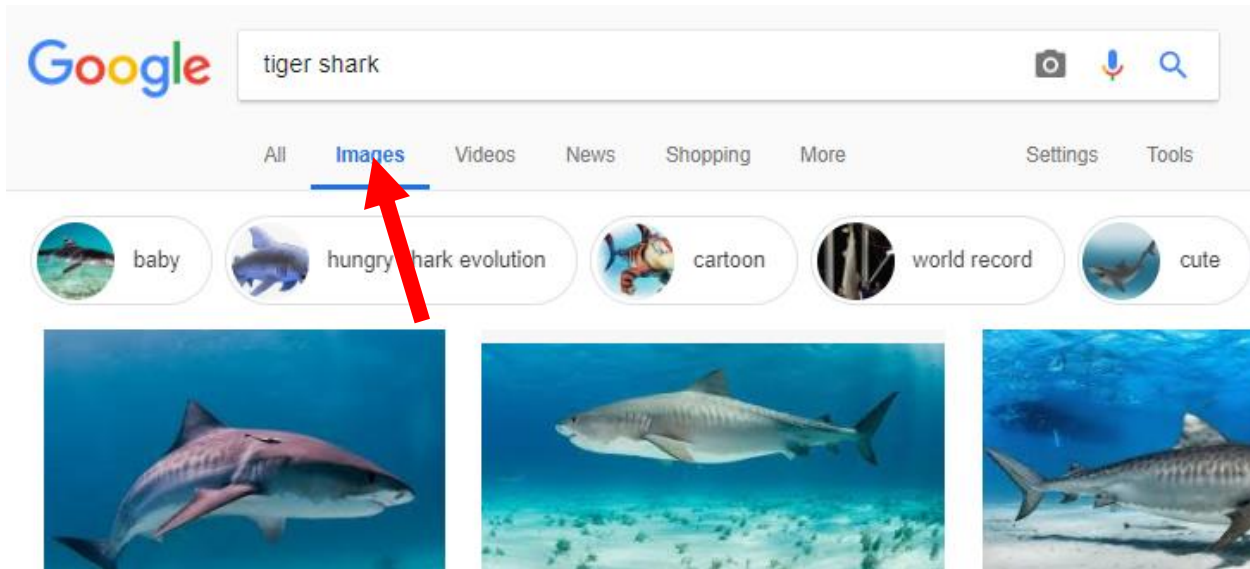 Google tiger shark
All Images Videos News Shopping More Settings Tools
baby hungry shark evolution cartoon world record cute